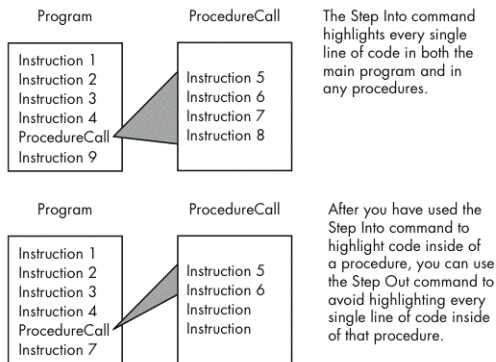 Program
ProcedureCall
Instruction 1
Instruction 2
Instruction 3
Instruction 4
ProcedureCall
Instruction 9
Instruction 5
Instruction 6
Instruction 7
Instruction 8
The Step Into command
highlights every single
line of code in both the
main program and in
any procedures.
Program
ProcedureCall
Instruction 1
Instruction 2
Instruction 3
Instruction 4
ProcedureCall
Instruction 7
Instruction 5
Instruction 6
Instruction
Instruction
After you have used the
Step Into command to
highlight code inside of
a procedure, you can use
the Step Out command to
avoid highlighting every
single line of code inside
of that procedure.